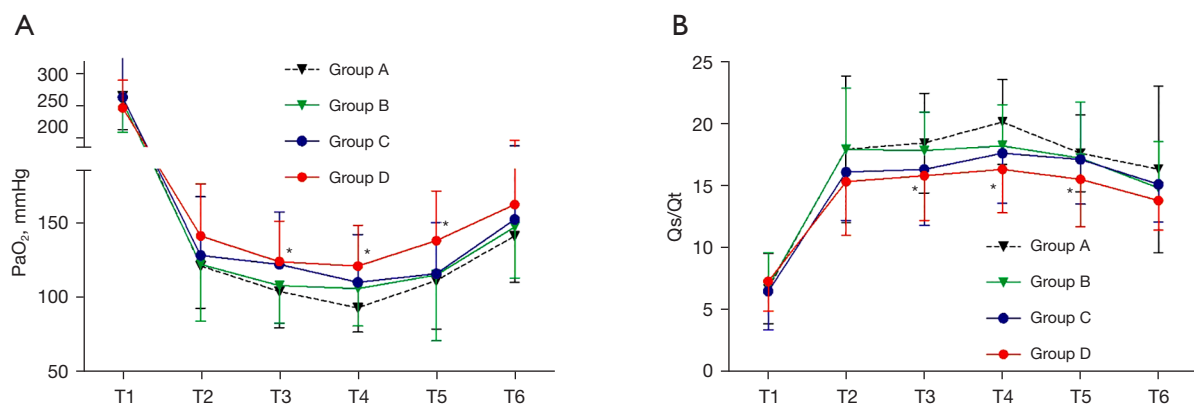 A
PaO₂, mmHg
300
250
200
150
100
50
T1 T2 T3 T4 T5 T6
Group A
Group B
Group C
Group D
* * *
B
Qs/Qt
25
20
15
10
5
0
T1 T2 T3 T4 T5 T6
* * *
Group A
Group B
Group C
Group D